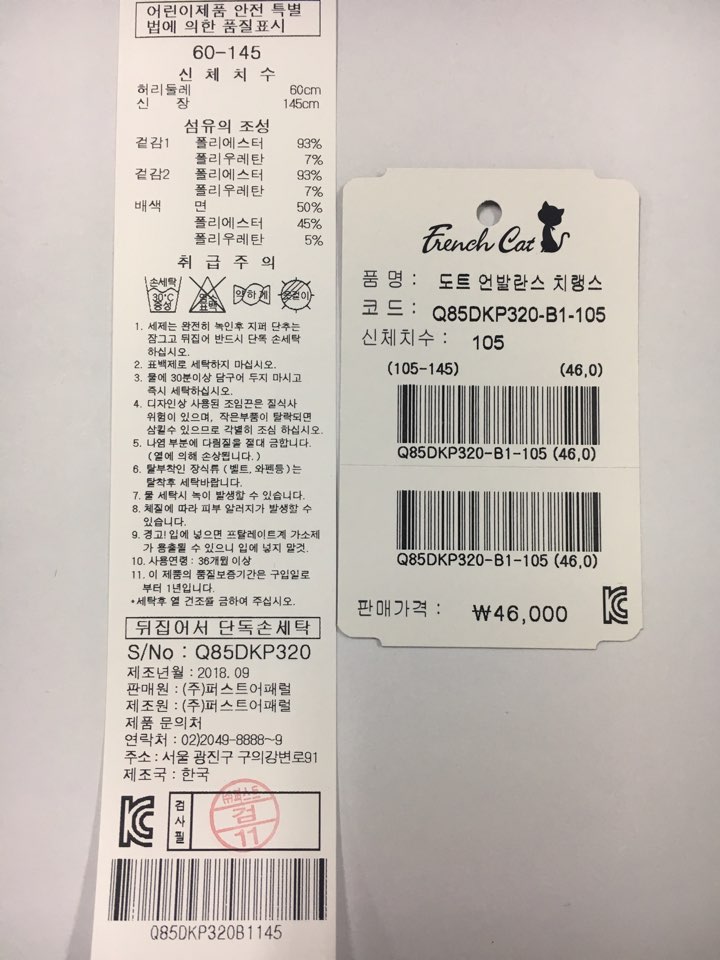 어린이제품 안전 특별
법에 의한 품질표시
60-145
신 체 치 수
허리둘레 60cm
신 장 145cm
섬유의 조성
겉감1 폴리에스터 93%
폴리우레탄 7%
겉감2 폴리에스터 93%
폴리우레탄 7%
배색 면 50%
폴리에스터 45%
폴리우레탄 5%
취 급 주 의
손세탁
30℃
중성
염소
표백
약하게
옷걸이
1. 세제는 완전히 녹인후 지퍼 단추는
잠그고 뒤집어 반드시 단독 손세탁
하십시오.
2. 표백제로 세탁하지 마십시오.
3. 물에 30분이상 담구어 두지 마시고
즉시 세탁하십시오.
4. 디자인상 사용된 조임끈은 질식사
위험이 있으며, 작은부품이 탈락되면
삼킬수 있으므로 각별히 조심 하십시오.
5. 나염 부분에 다림질을 절대 금합니다.
(열에 의해 손상됩니다.)
6. 탈부착인 장식류 (벨트, 와펜등)는
탈착후 세탁바랍니다.
7. 물 세탁시 녹이 발생할 수 있습니다.
8. 체질에 따라 피부 알러지가 발생할 수
있습니다.
9. 경고! 입에 넣으면 프탈레이트계 가소제
가 용출될 수 있으니 입에 넣지 말것.
10. 사용연령 : 36개월 이상
11. 이 제품의 품질보증기간은 구입일로
부터 1년입니다.
*세탁후 열 건조를 금하여 주십시오.
뒤집어서 단독손세탁
S/No : Q85DKP320
제조년월 : 2018. 09
판매원 : (주)퍼스트어패럴
제조원 : (주)퍼스트어패럴
제품 문의처
연락처 : 02)2049-8888~9
주소 : 서울 광진구 구의강변로91
제조국 : 한국
KC
검사필
㈜퍼스트
검
11
Q85DKP320B1145
French Cat
품 명 : 도트 언발란스 치랭스
코 드 : Q85DKP320-B1-105
신체치수 : 105
(105-145) (46,0)
Q85DKP320-B1-105 (46,0)
Q85DKP320-B1-105 (46,0)
판매가격 : ₩46,000
KC